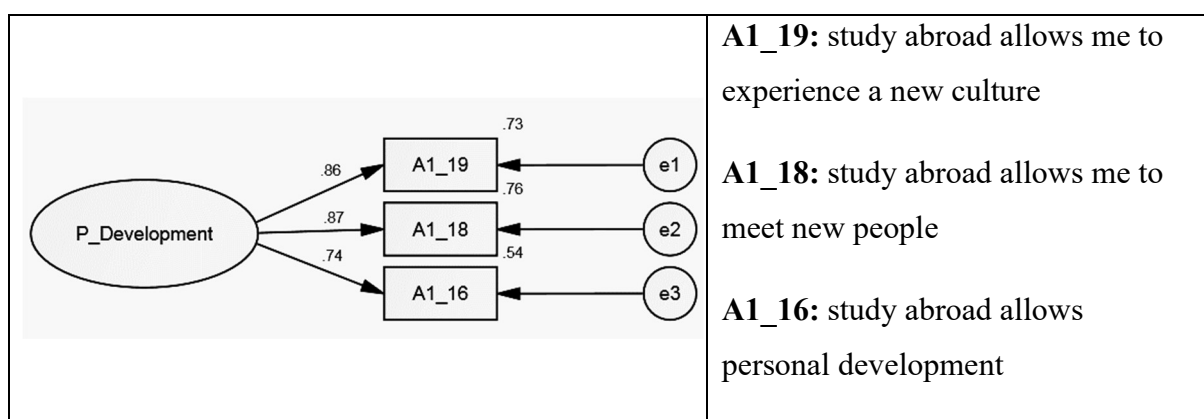 .73
.86
A1_19
e1
.76
P_Development
.87
A1_18
e2
.54
.74
A1_16
e3
A1_19: study abroad allows me to
experience a new culture
A1_18: study abroad allows me to
meet new people
A1_16: study abroad allows
personal development